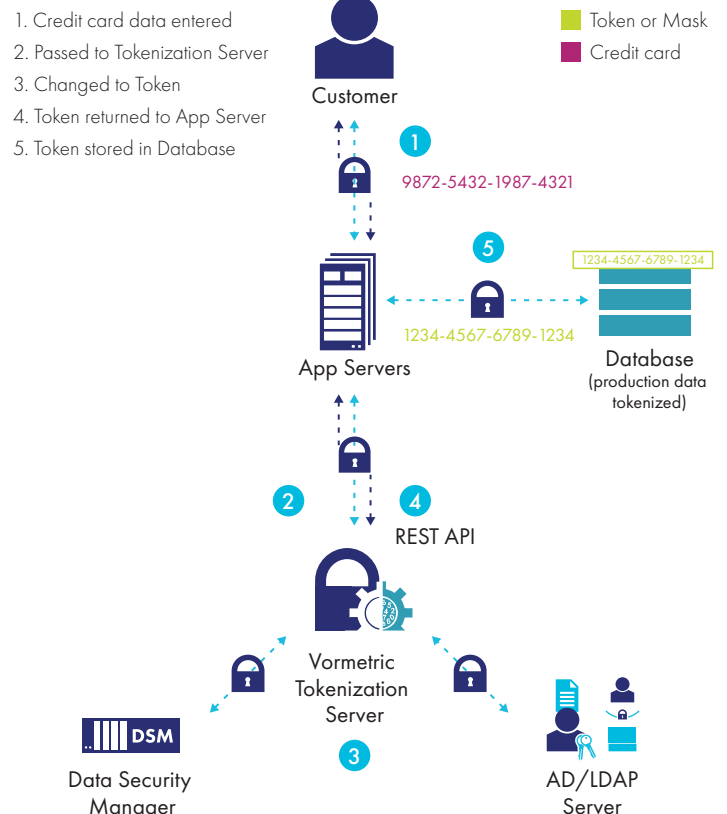 1. Credit card data entered
2. Passed to Tokenization Server
3. Changed to Token
4. Token returned to App Server
5. Token stored in Database
Token or Mask
Credit card
Customer
1
9872-5432-1987-4321
5
1234-4567-6789-1234
1234-4567-6789-1234
App Servers
Database
(production data
tokenized)
2
4
REST API
Vormetric
Tokenization
Server
3
DSM
Data Security
Manager
AD/LDAP
Server